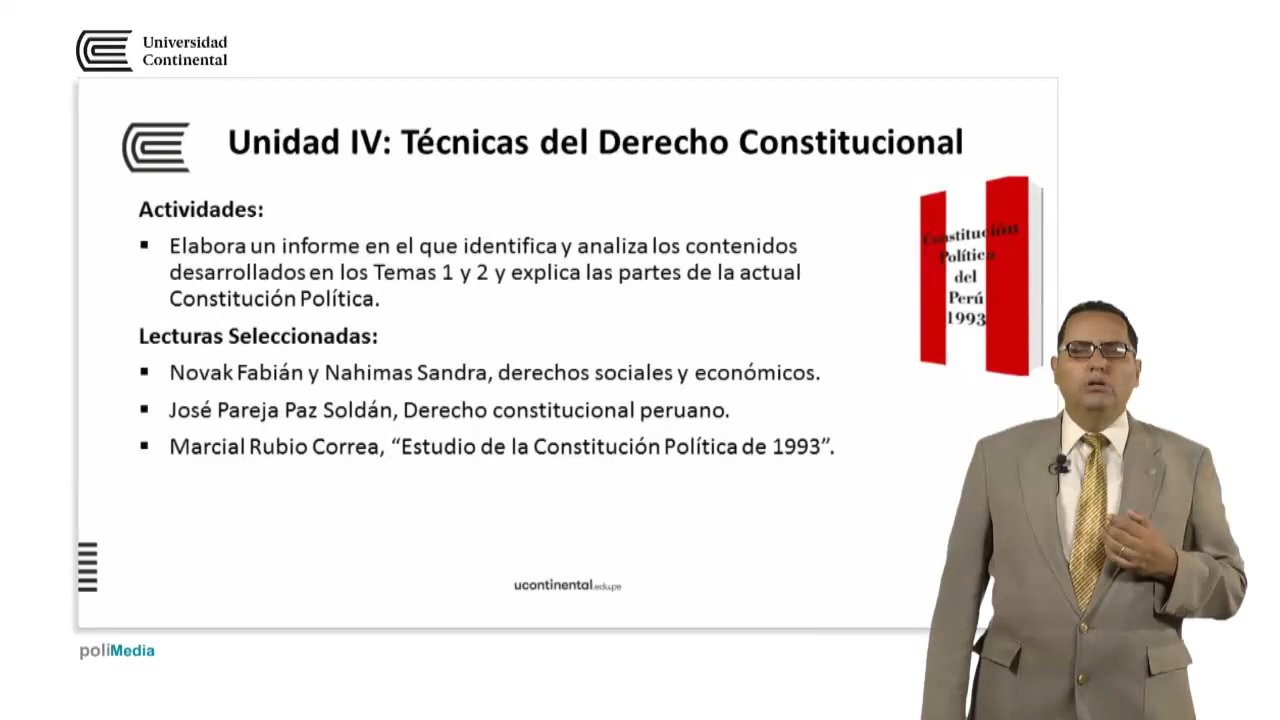 Universidad
Continental
Unidad IV: Técnicas del Derecho Constitucional
Actividades:
▪ Elabora un informe en el que identifica y analiza los contenidos
desarrollados en los Temas 1 y 2 y explica las partes de la actual
Constitución Política.
Lecturas Seleccionadas:
▪ Novak Fabián y Nahimas Sandra, derechos sociales y económicos.
▪ José Pareja Paz Soldán, Derecho constitucional peruano.
▪ Marcial Rubio Correa, “Estudio de la Constitución Política de 1993”.
Constitución
Política
del
Perú
1993
ucontinental.edu.pe
poliMedia